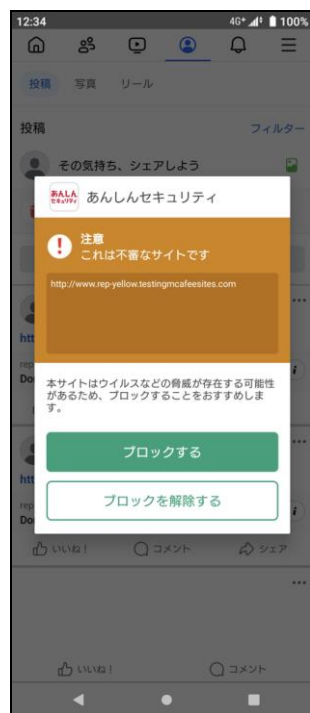 12:34
4G+ 100%
投稿 写真 リール
投稿 フィルター
その気持ち、シェアしよう
あんしん
セキュリティ
あんしんセキュリティ
注意
これは不審なサイトです
http://www.rep-yellow.testingmcafeesites.com
htt
rep
Do
本サイトはウイルスなどの脅威が存在する可能性
があるため、ブロックすることをおすすめしま
す。
ブロックする
htt
ブロックを解除する
rep
Do
いいね! コメント シェア
いいね! コメント